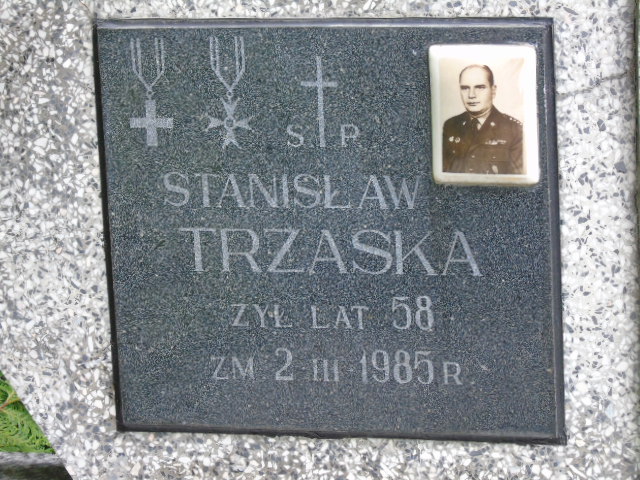 S P
STANISŁAW
TRZASKA
ŻYŁ LAT 58
ZM 2 III 1985 R.